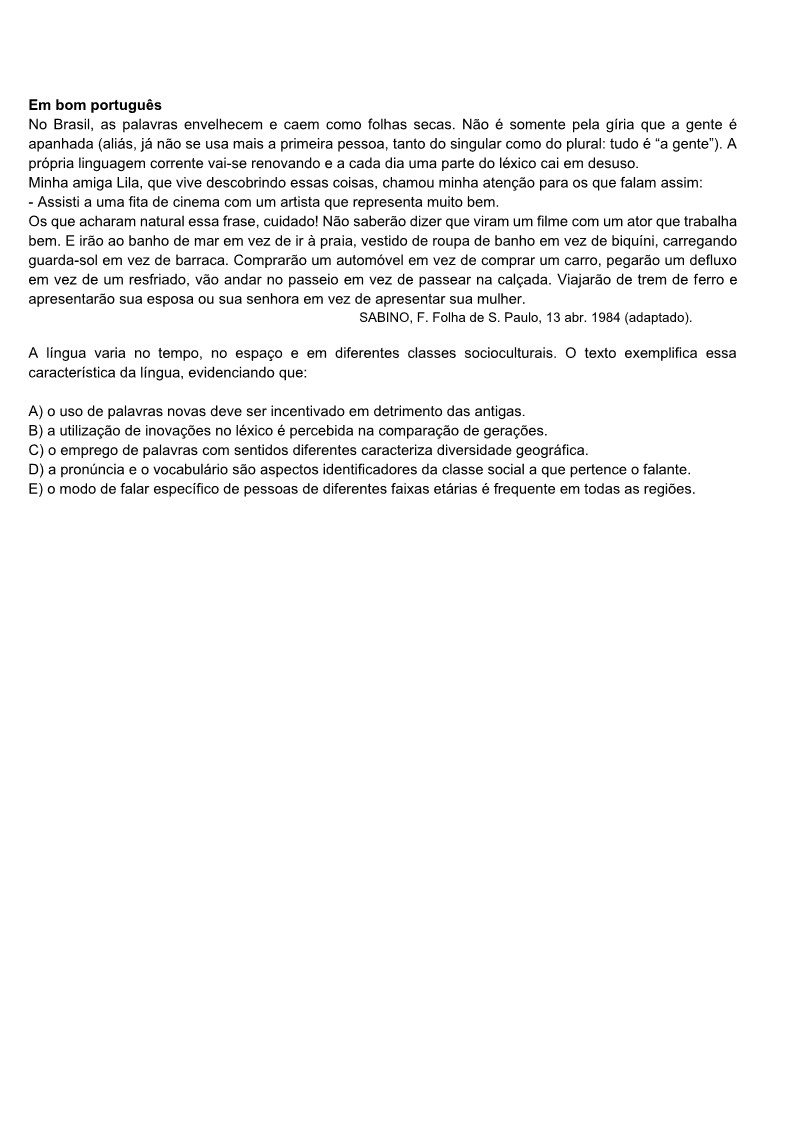 Em bom português
No Brasil, as palavras envelhecem e caem como folhas secas. Não é somente pela gíria que a gente é
apanhada (aliás, já não se usa mais a primeira pessoa, tanto do singular como do plural: tudo é “a gente”). A
própria linguagem corrente vai-se renovando e a cada dia uma parte do léxico cai em desuso.
Minha amiga Lila, que vive descobrindo essas coisas, chamou minha atenção para os que falam assim:
- Assisti a uma fita de cinema com um artista que representa muito bem.
Os que acharam natural essa frase, cuidado! Não saberão dizer que viram um filme com um ator que trabalha
bem. E irão ao banho de mar em vez de ir à praia, vestido de roupa de banho em vez de biquíni, carregando
guarda-sol em vez de barraca. Comprarão um automóvel em vez de comprar um carro, pegarão um defluxo
em vez de um resfriado, vão andar no passeio em vez de passear na calçada. Viajarão de trem de ferro e
apresentarão sua esposa ou sua senhora em vez de apresentar sua mulher.
SABINO, F. Folha de S. Paulo, 13 abr. 1984 (adaptado).
A língua varia no tempo, no espaço e em diferentes classes socioculturais. O texto exemplifica essa
característica da língua, evidenciando que:
A) o uso de palavras novas deve ser incentivado em detrimento das antigas.
B) a utilização de inovações no léxico é percebida na comparação de gerações.
C) o emprego de palavras com sentidos diferentes caracteriza diversidade geográfica.
D) a pronúncia e o vocabulário são aspectos identificadores da classe social a que pertence o falante.
E) o modo de falar específico de pessoas de diferentes faixas etárias é frequente em todas as regiões.